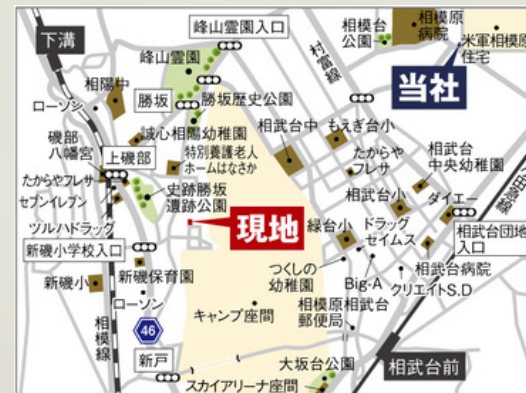 下溝
峰山霊園入口
峰山霊園
相模台
公園
相模原
病院
米軍相模原
住宅
当社
村富線
相陽中
ローソン
勝坂
勝坂歴史公園
誠心相陽幼稚園
磯部
八幡宮
上磯部
特別養護老人
ホームはなさか
相武台中
もえぎ台小
たからや
フレサ
相武台
中央幼稚園
たからやフレサ
セブンイレブン
史跡勝坂
遺跡公園
相武台小
ダイエー
小田急線
ツルハドラッグ
現地
緑台小
ドラッグ
セイムス
相武台団地
入口
新磯小学校入口
新磯保育園
新磯小
ローソン
つくしの
幼稚園
Big-A
相武台病院
クリエイトS.D
キャンプ座間
相模原相武台
郵便局
46
相模線
新戸
大坂台公園
相武台前
スカイアリーナ座間